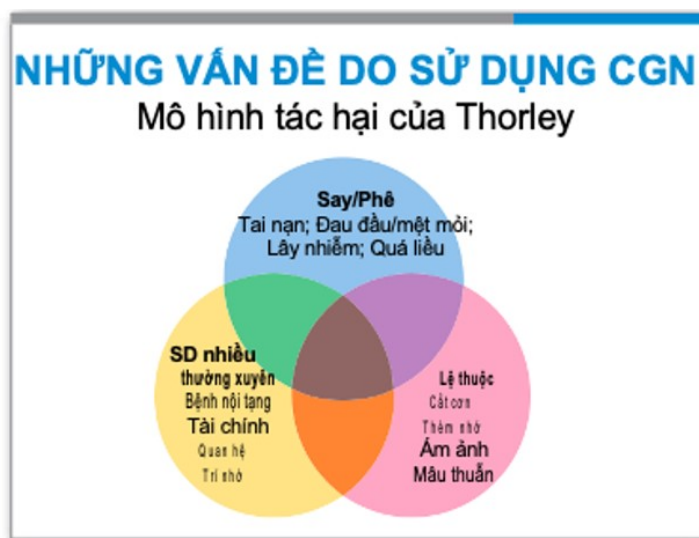 NHỮNG VẤN ĐỀ DO SỬ DỤNG CGN
Mô hình tác hại của Thorley
Say/Phê
Tai nạn; Đau đầu/mệt mỏi;
Lây nhiễm; Quá liều
SD nhiều
thường xuyên
Bệnh nội tạng
Tài chính
Quan hệ
Trí nhớ
Lệ thuộc
Cắt cơn
Thèm nhớ
Ám ảnh
Mâu thuẫn